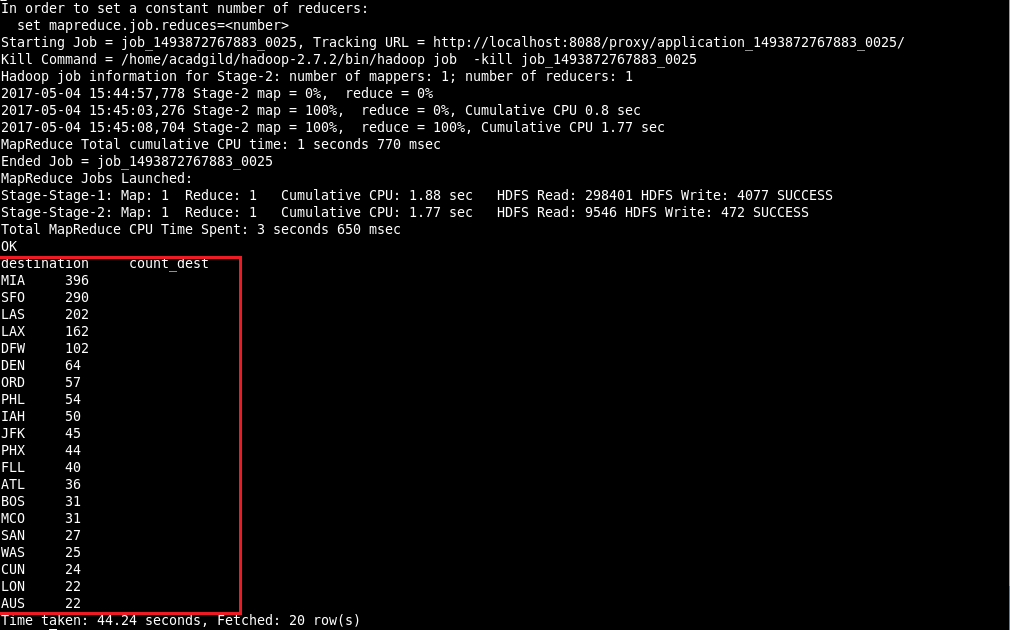 In order to set a constant number of reducers:
  set mapreduce.job.reduces=<number>
Starting Job = job_1493872767883_0025, Tracking URL = http://localhost:8088/proxy/application_1493872767883_0025/
Kill Command = /home/acadgild/hadoop-2.7.2/bin/hadoop job  -kill job_1493872767883_0025
Hadoop job information for Stage-2: number of mappers: 1; number of reducers: 1
2017-05-04 15:44:57,778 Stage-2 map = 0%,  reduce = 0%
2017-05-04 15:45:03,276 Stage-2 map = 100%,  reduce = 0%, Cumulative CPU 0.8 sec
2017-05-04 15:45:08,704 Stage-2 map = 100%,  reduce = 100%, Cumulative CPU 1.77 sec
MapReduce Total cumulative CPU time: 1 seconds 770 msec
Ended Job = job_1493872767883_0025
MapReduce Jobs Launched:
Stage-Stage-1: Map: 1  Reduce: 1   Cumulative CPU: 1.88 sec   HDFS Read: 298401 HDFS Write: 4077 SUCCESS
Stage-Stage-2: Map: 1  Reduce: 1   Cumulative CPU: 1.77 sec   HDFS Read: 9546 HDFS Write: 472 SUCCESS
Total MapReduce CPU Time Spent: 3 seconds 650 msec
OK
destination     count_dest
MIA     396
SFO     290
LAS     202
LAX     162
DFW     102
DEN     64
ORD     57
PHL     54
IAH     50
JFK     45
PHX     44
FLL     40
ATL     36
BOS     31
MCO     31
SAN     27
WAS     25
CUN     24
LON     22
AUS     22
Time taken: 44.24 seconds, Fetched: 20 row(s)